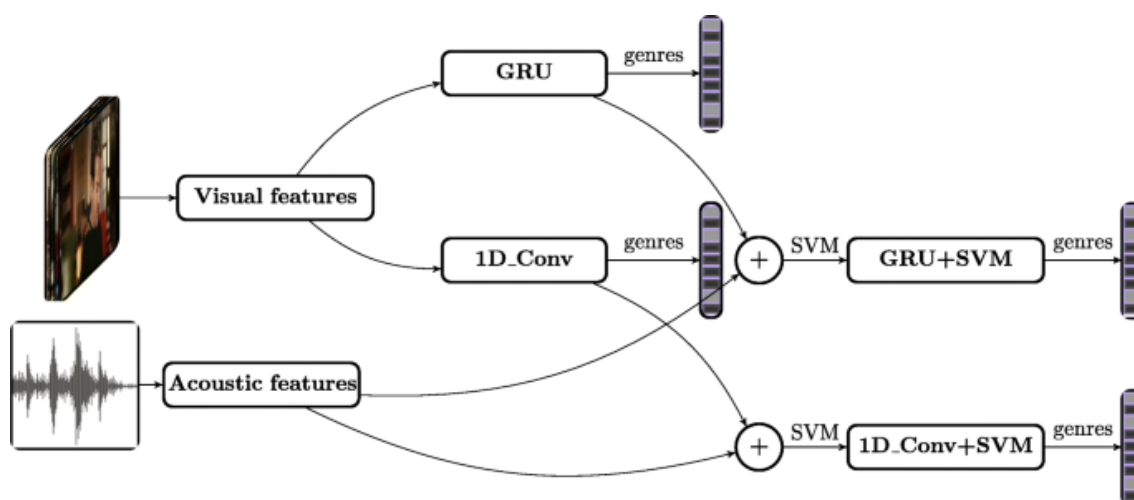 GRU
genres
Visual features
1D_Conv
genres
+
SVM
GRU+SVM
genres
Acoustic features
+
SVM
1D_Conv+SVM
genres